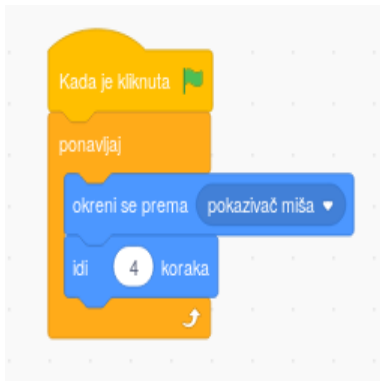 Kada je kliknuta
ponavljaj
okreni se prema pokazivač miša
idi 4 koraka